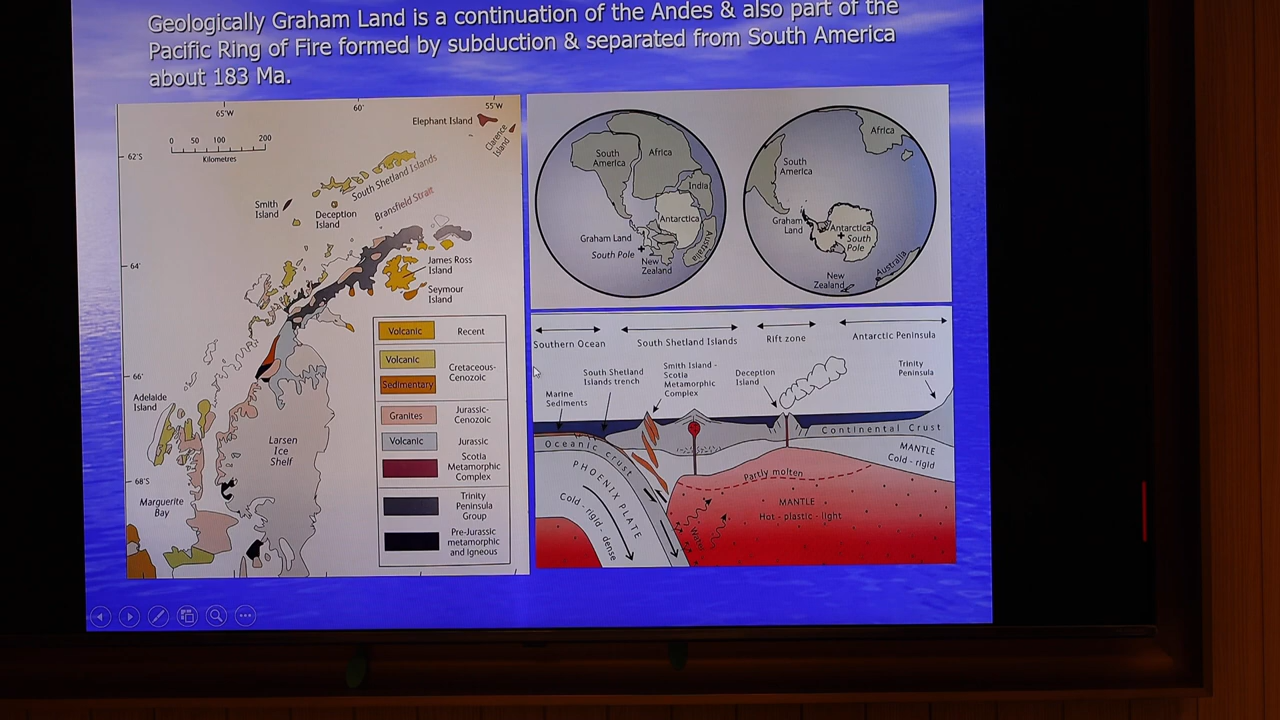 Geologically Graham Land is a continuation of the Andes & also part of the
Pacific Ring of Fire formed by subduction & separated from South America
about 183 Ma.
65°W
60°
55°W
0 50 100 200
Kilometres
62°S
64°
66°
68°S
Elephant Island
Clarence
Island
South Shetland Islands
Smith
Island
Deception
Island
Bransfield Strait
James Ross
Island
Seymour
Island
Adelaide
Island
Larsen
Ice
Shelf
Marguerite
Bay
Volcanic
Recent
Volcanic
Sedimentary
Cretaceous-
Cenozoic
Granites
Jurassic-
Cenozoic
Volcanic
Jurassic
Scotia
Metamorphic
Complex
Trinity
Peninsula
Group
Pre-Jurassic
metamorphic
and Igneous
South
America
Africa
India
Antarctica
Australia
Graham Land
South Pole
New
Zealand
Africa
South
America
Graham
Land
Antarctica
South
Pole
Australia
New
Zealand
Southern Ocean
South Shetland Islands
Rift zone
Antarctic Peninsula
Marine
Sediments
South Shetland
Islands trench
Smith Island -
Scotia
Metamorphic
Complex
Deception
Island
Trinity
Peninsula
Oceanic crust
Continental Crust
MANTLE
Cold - rigid
PHOENIX PLATE
Cold - rigid - dense
Water
Partly molten
MANTLE
Hot - plastic - light